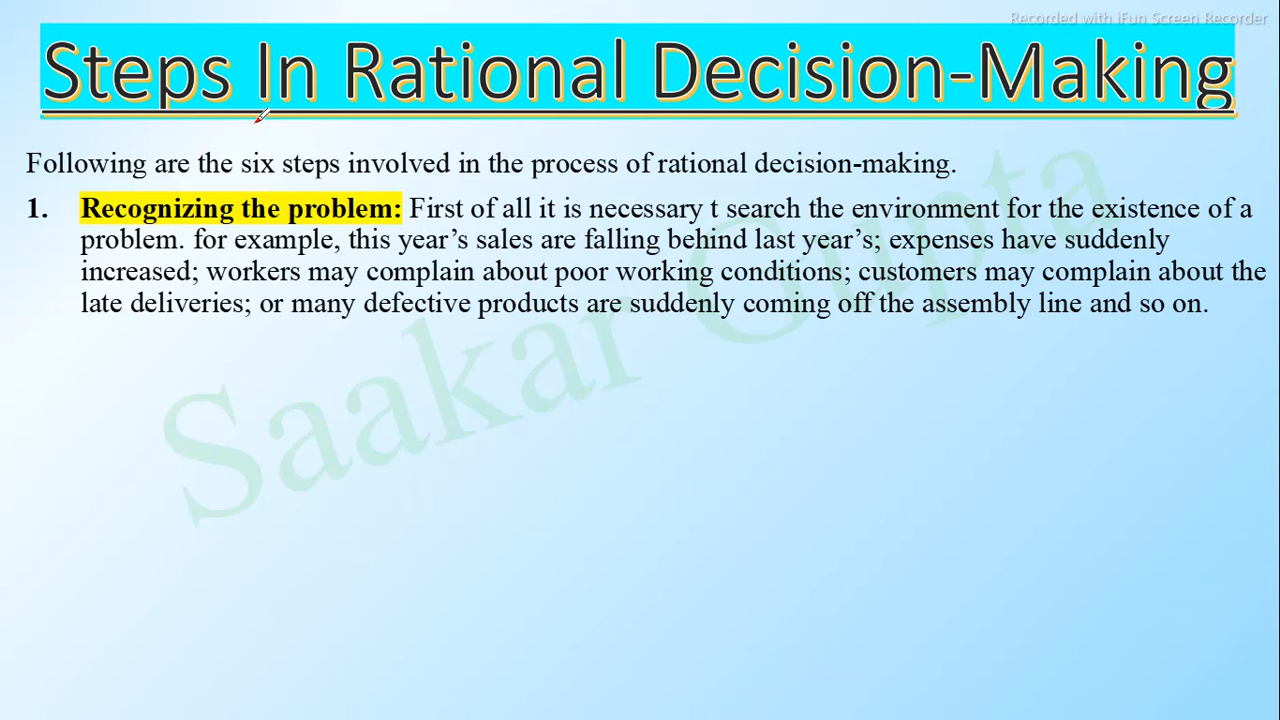 Recorded with iFun Screen Recorder
Steps In Rational Decision-Making
Following are the six steps involved in the process of rational decision-making.
1. Recognizing the problem: First of all it is necessary t search the environment for the existence of a
problem. for example, this year’s sales are falling behind last year’s; expenses have suddenly
increased; workers may complain about poor working conditions; customers may complain about the
late deliveries; or many defective products are suddenly coming off the assembly line and so on.
Saakar Gupta